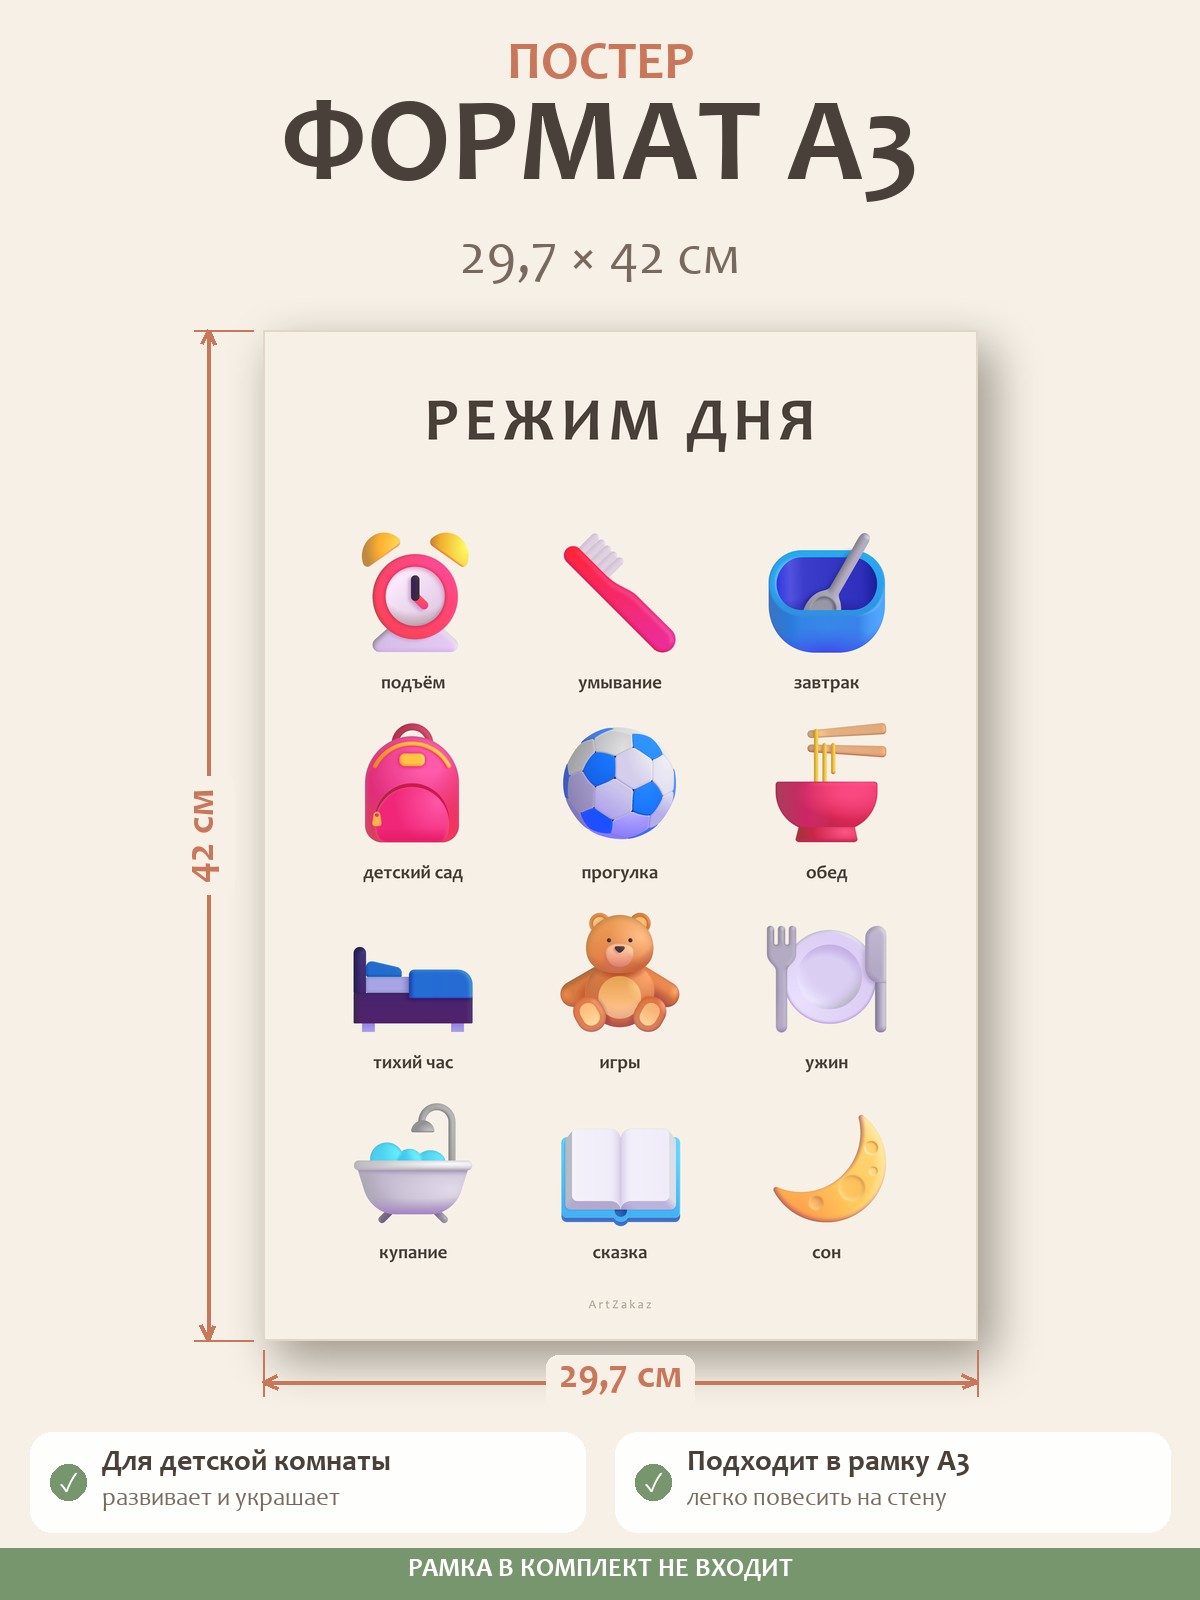 ПОСТЕР
ФОРМАТ А3
29,7 × 42 см
РЕЖИМ ДНЯ
подъём умывание завтрак
детский сад прогулка обед
42 см
тихий час игры ужин
купание сказка сон
ArtZakaz
29,7 см
Для детской комнаты
развивает и украшает
Подходит в рамку А3
легко повесить на стену
РАМКА В КОМПЛЕКТ НЕ ВХОДИТ